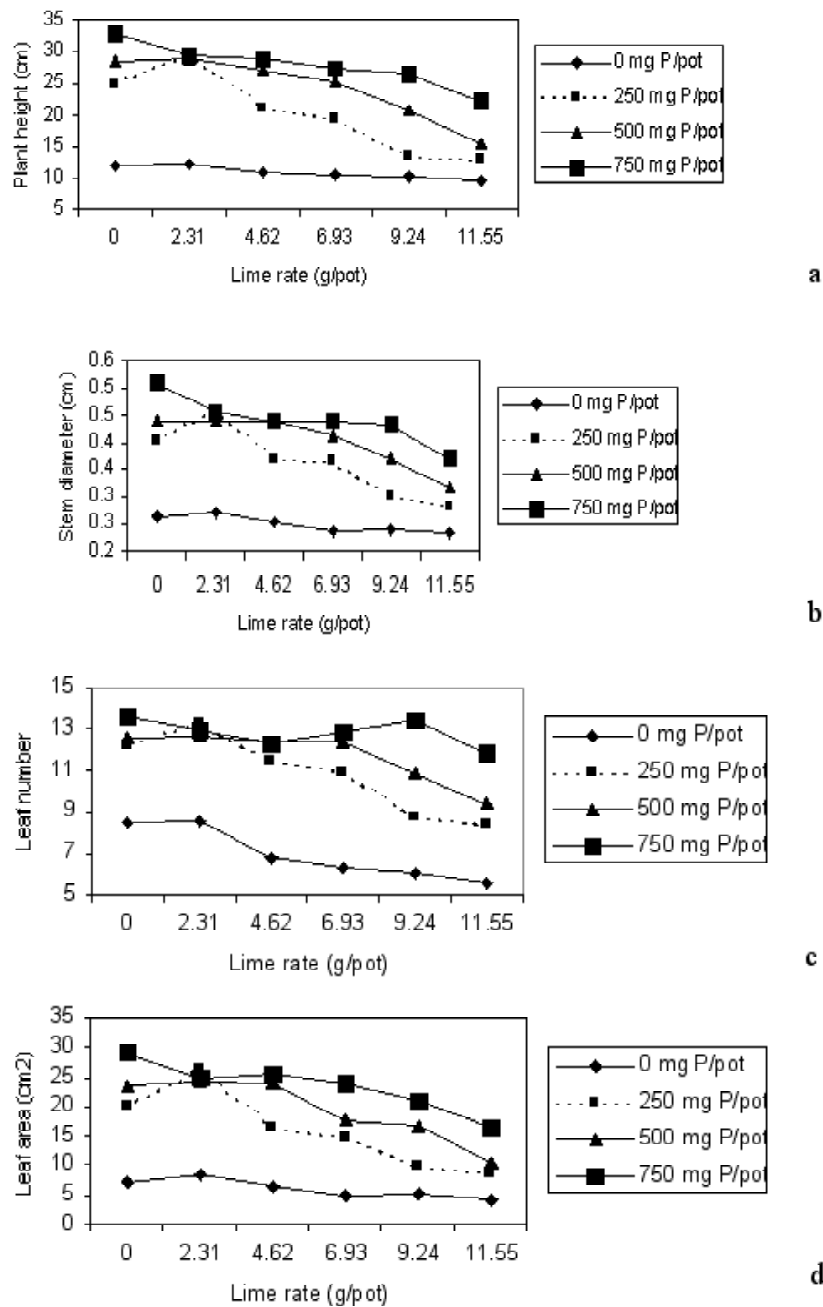 35
30
25
20
15
10
5
Plant height (cm)
0 2.31 4.62 6.93 9.24 11.55
Lime rate (g/pot)
0 mg P/pot
250 mg P/pot
500 mg P/pot
750 mg P/pot
a
0.6
0.5
0.5
0.4
0.4
0.3
0.3
0.2
Stem diameter (cm)
0 2.31 4.62 6.93 9.24 11.55
Lime rate (g/pot)
0 mg P/pot
250 mg P/pot
500 mg P/pot
750 mg P/pot
b
15
13
11
9
7
5
Leaf number
0 2.31 4.62 6.93 9.24 11.55
Lime rate (g/pot)
0 mg P/pot
250 mg P/pot
500 mg P/pot
750 mg P/pot
c
35
30
25
20
15
10
5
0
Leaf area (cm2)
0 2.31 4.62 6.93 9.24 11.55
Lime rate (g/pot)
0 mg P/pot
250 mg P/pot
500 mg P/pot
750 mg P/pot
d